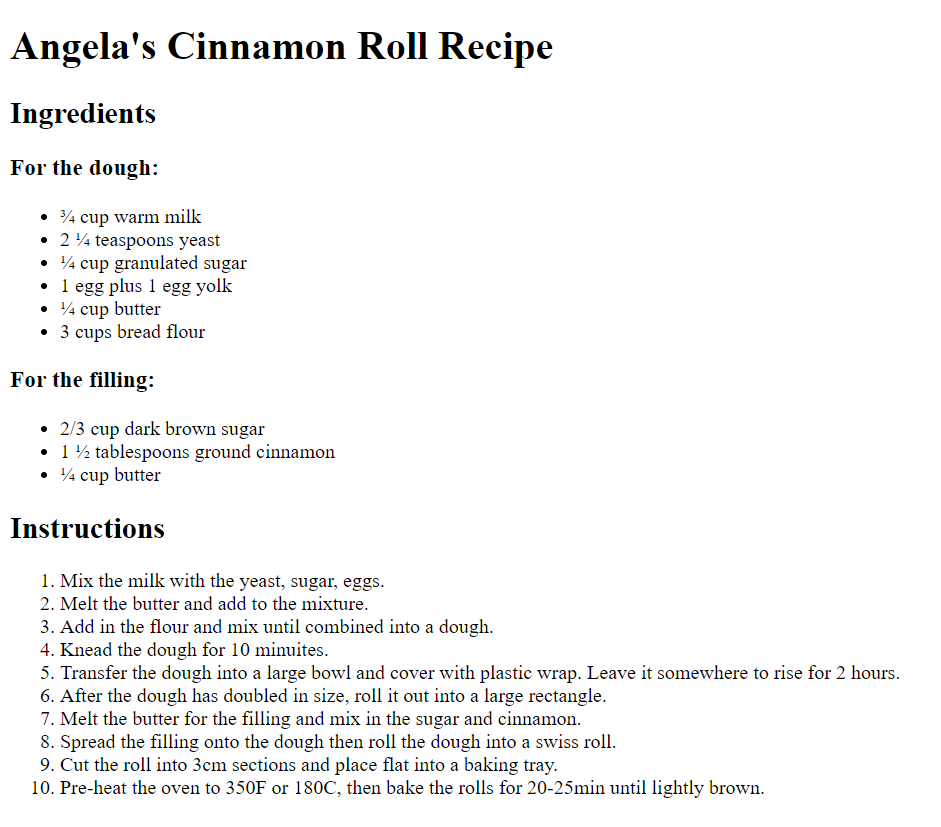 Angela's Cinnamon Roll Recipe
Ingredients
For the dough:
• ¾ cup warm milk
• 2 ¼ teaspoons yeast
• ¼ cup granulated sugar
• 1 egg plus 1 egg yolk
• ¼ cup butter
• 3 cups bread flour
For the filling:
• 2/3 cup dark brown sugar
• 1 ½ tablespoons ground cinnamon
• ¼ cup butter
Instructions
1. Mix the milk with the yeast, sugar, eggs.
2. Melt the butter and add to the mixture.
3. Add in the flour and mix until combined into a dough.
4. Knead the dough for 10 minuites.
5. Transfer the dough into a large bowl and cover with plastic wrap. Leave it somewhere to rise for 2 hours.
6. After the dough has doubled in size, roll it out into a large rectangle.
7. Melt the butter for the filling and mix in the sugar and cinnamon.
8. Spread the filling onto the dough then roll the dough into a swiss roll.
9. Cut the roll into 3cm sections and place flat into a baking tray.
10. Pre-heat the oven to 350F or 180C, then bake the rolls for 20-25min until lightly brown.